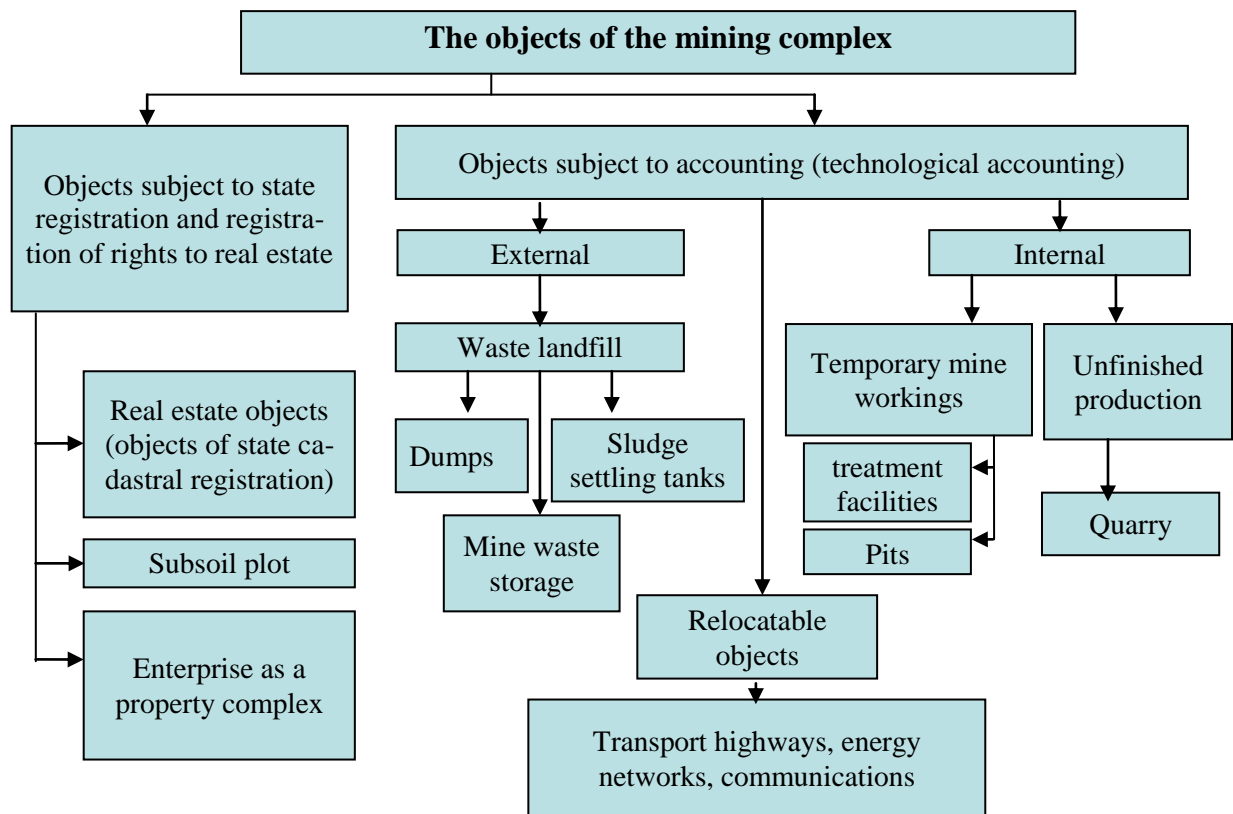 The objects of the mining complex
Objects subject to state
registration and registra-
tion of rights to real estate
Real estate objects
(objects of state ca-
dastral registration)
Subsoil plot
Enterprise as a
property complex
Objects subject to accounting (technological accounting)
External
Waste landfill
Dumps
Sludge
settling tanks
Mine waste
storage
Relocatable
objects
Transport highways, energy
networks, communications
Internal
Temporary mine
workings
treatment
facilities
Pits
Unfinished
production
Quarry